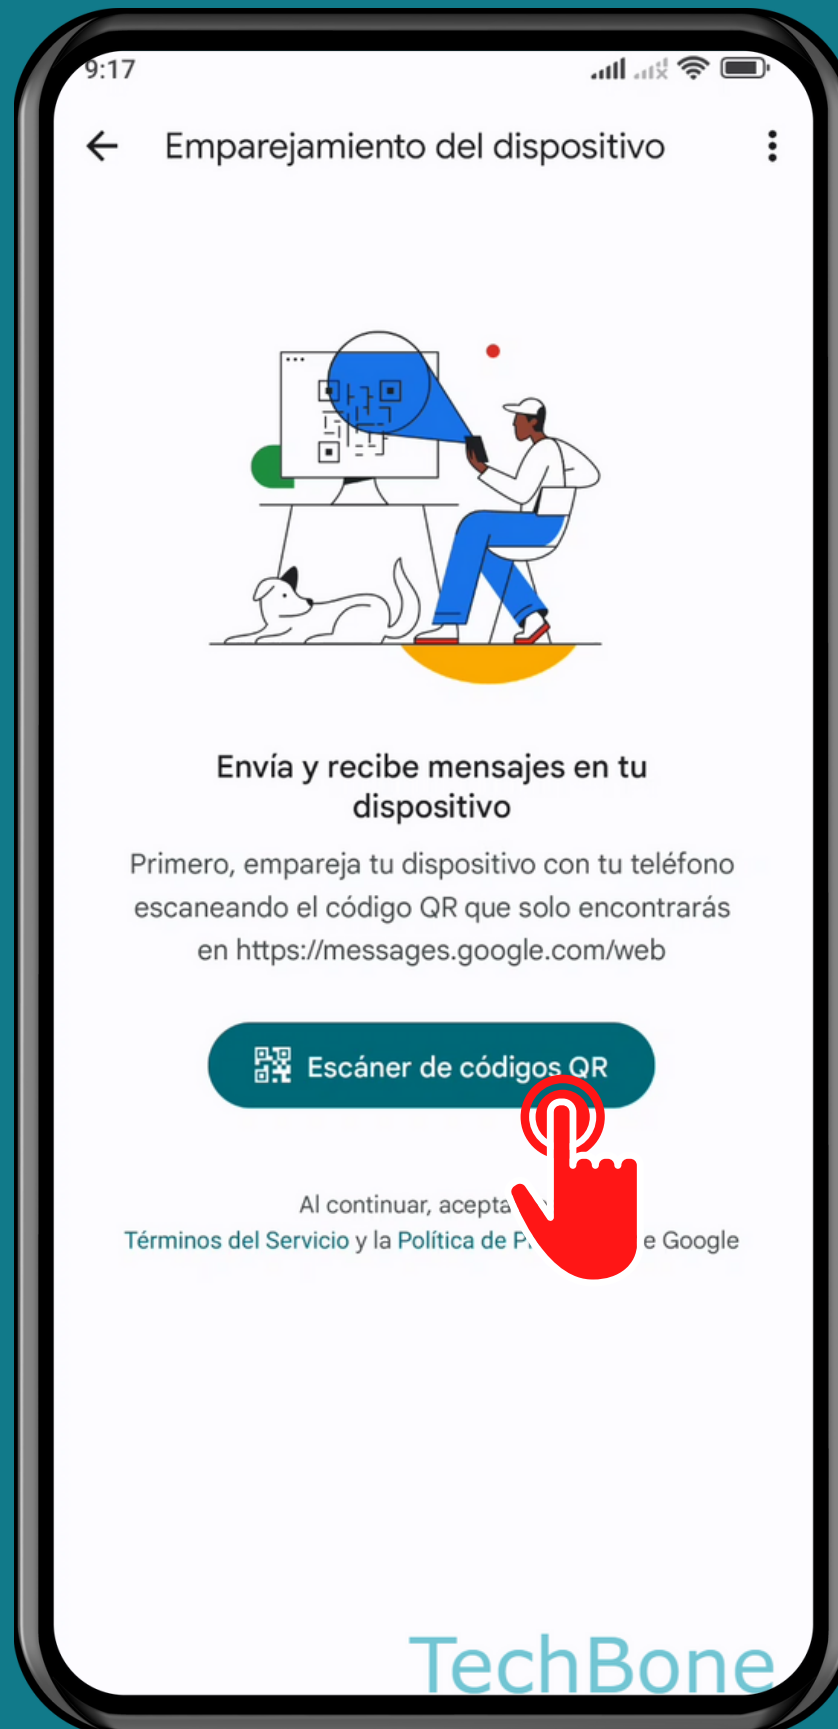 9:17
Emparejamiento del dispositivo
Envía y recibe mensajes en tu
dispositivo
Primero, empareja tu dispositivo con tu teléfono
escaneando el código QR que solo encontrarás
en https://messages.google.com/web
Escáner de códigos QR
Al continuar,
Términos del Servicio y la Política de e Google
TechBone